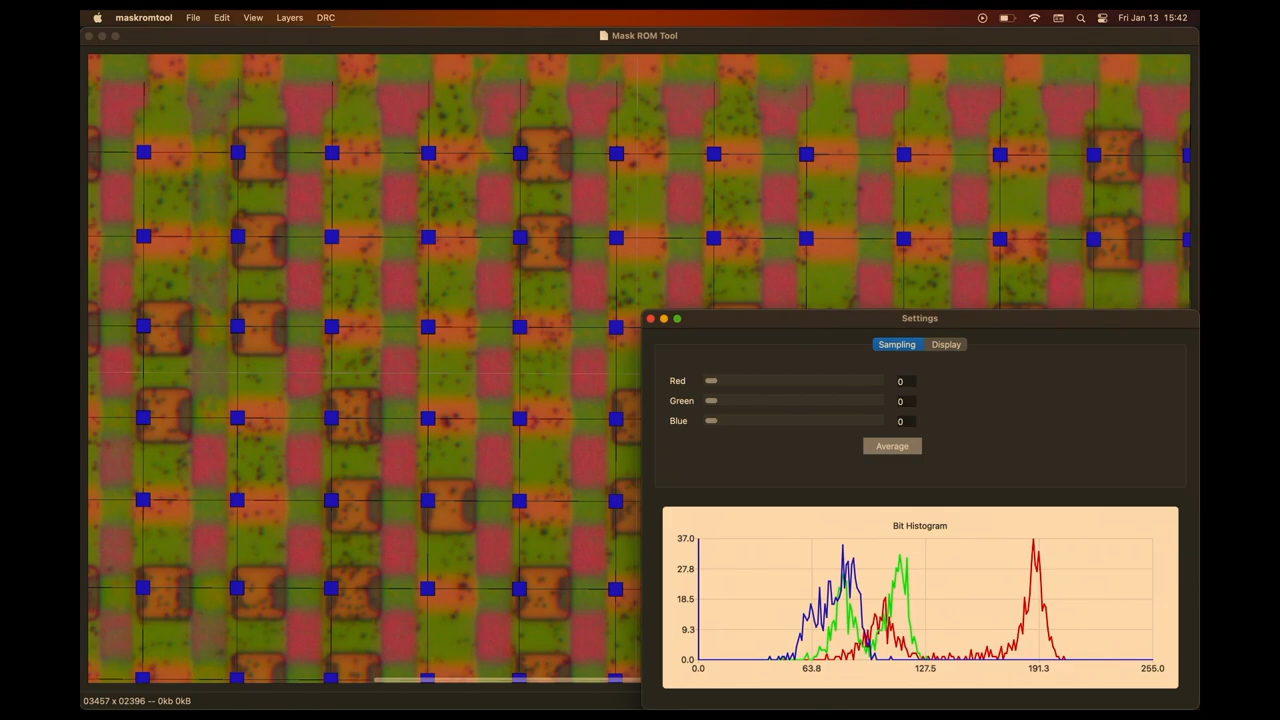 maskromtool File Edit View Layers DRC Fri Jan 13 15:42
Mask ROM Tool
Settings
Sampling Display
Red 0
Green 0
Blue 0
Average
Bit Histogram
37.0
27.8
18.5
9.3
0.0
0.0 63.8 127.5 191.3 255.0
03457 x 02396 -- 0kb 0kB